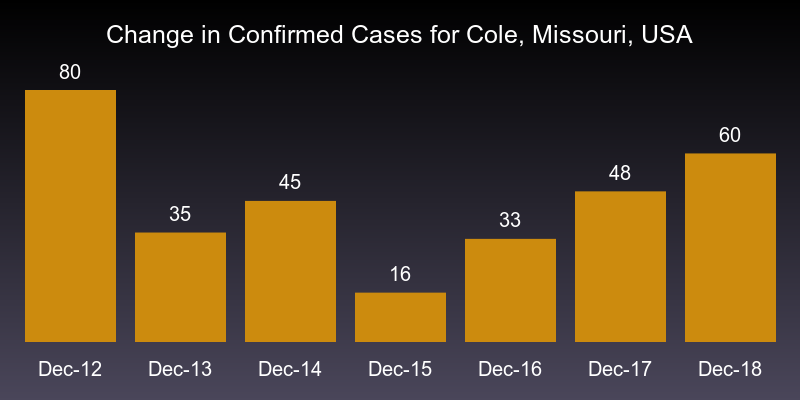 Change in Confirmed Cases for Cole, Missouri, USA
80
35
45
16
33
48
60
Dec-12
Dec-13
Dec-14
Dec-15
Dec-16
Dec-17
Dec-18